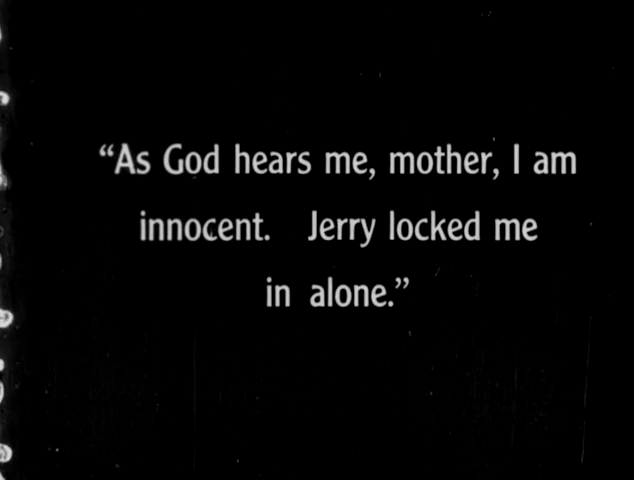 “As God hears me, mother, I am
innocent. Jerry locked me
in alone.”